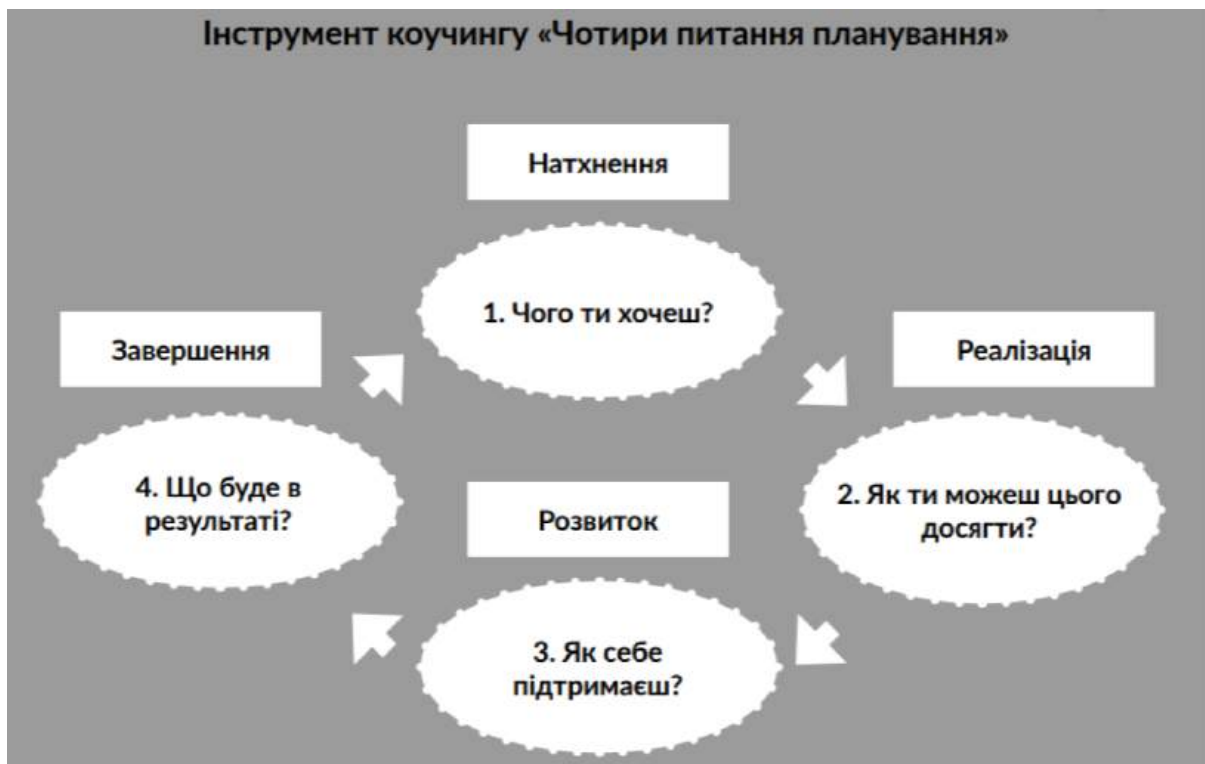 Інструмент коучингу «Чотири питання планування»
Натхнення
1. Чого ти хочеш?
Реалізація
2. Як ти можеш цього
досягти?
Розвиток
3. Як себе
підтримаєш?
Завершення
4. Що буде в
результаті?